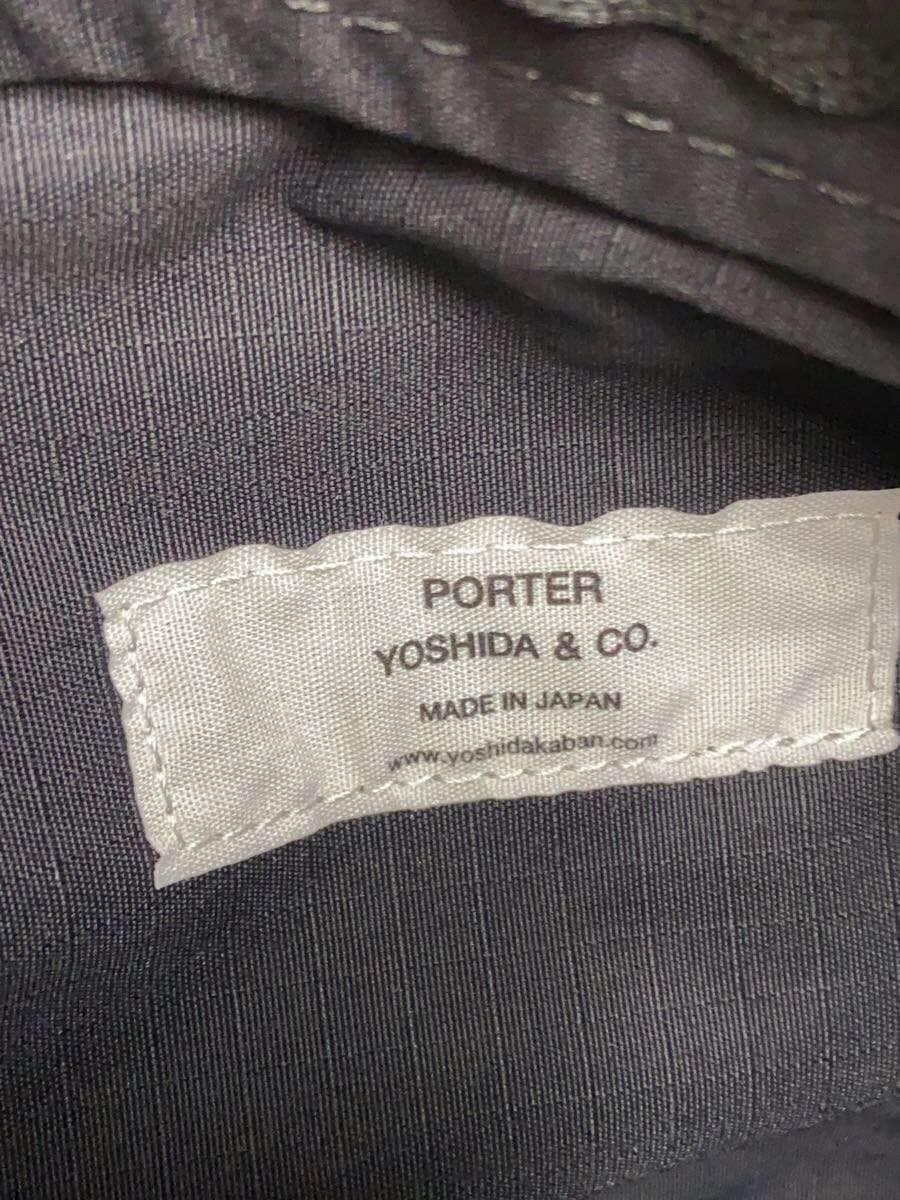 PORTER
YOSHIDA & CO.
MADE IN JAPAN
www.yoshidakaban.com